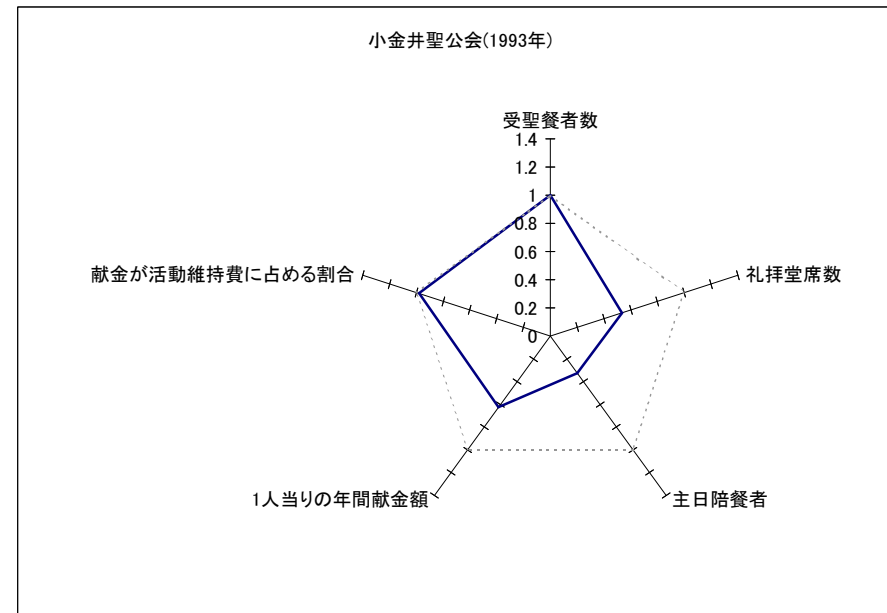 小金井聖公会(1993年)
受聖餐者数
1.4
1.2
1
0.8
0.6
0.4
0.2
0
礼拝堂席数
献金が活動維持費に占める割合
1人当りの年間献金額
主日陪餐者